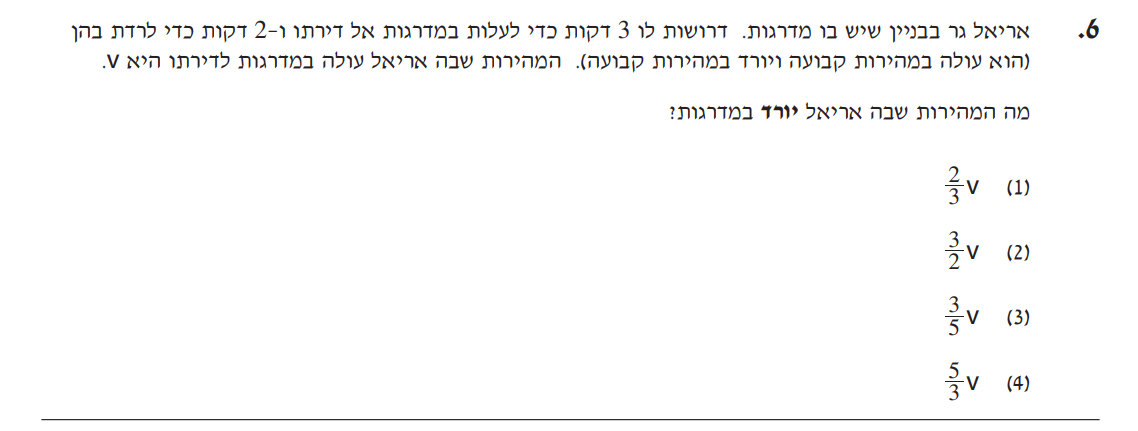 6. אריאל גר בבניין שיש בו מדרגות. דרושות לו 3 דקות כדי לעלות במדרגות אל דירתו ו-2 דקות כדי לרדת בהן
(הוא עולה במהירות קבועה ויורד במהירות קבועה). המהירות שבה אריאל עולה במדרגות לדירתו היא V.
מה המהירות שבה אריאל יורד במדרגות?
(1) $\frac{2}{3}$V
(2) $\frac{3}{2}$V
(3) $\frac{3}{5}$V
(4) $\frac{5}{3}$V